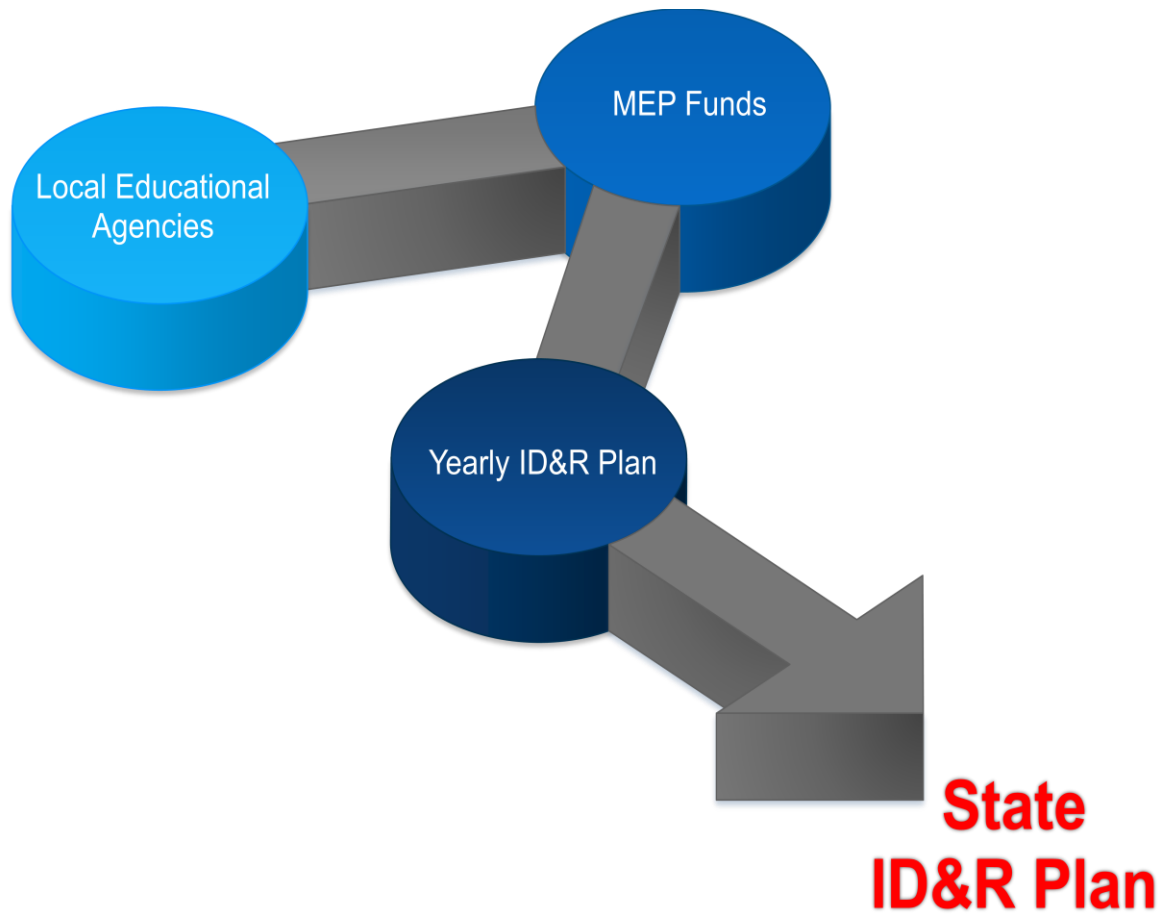 MEP Funds
Local Educational
Agencies
Yearly ID&R Plan
State
ID&R Plan